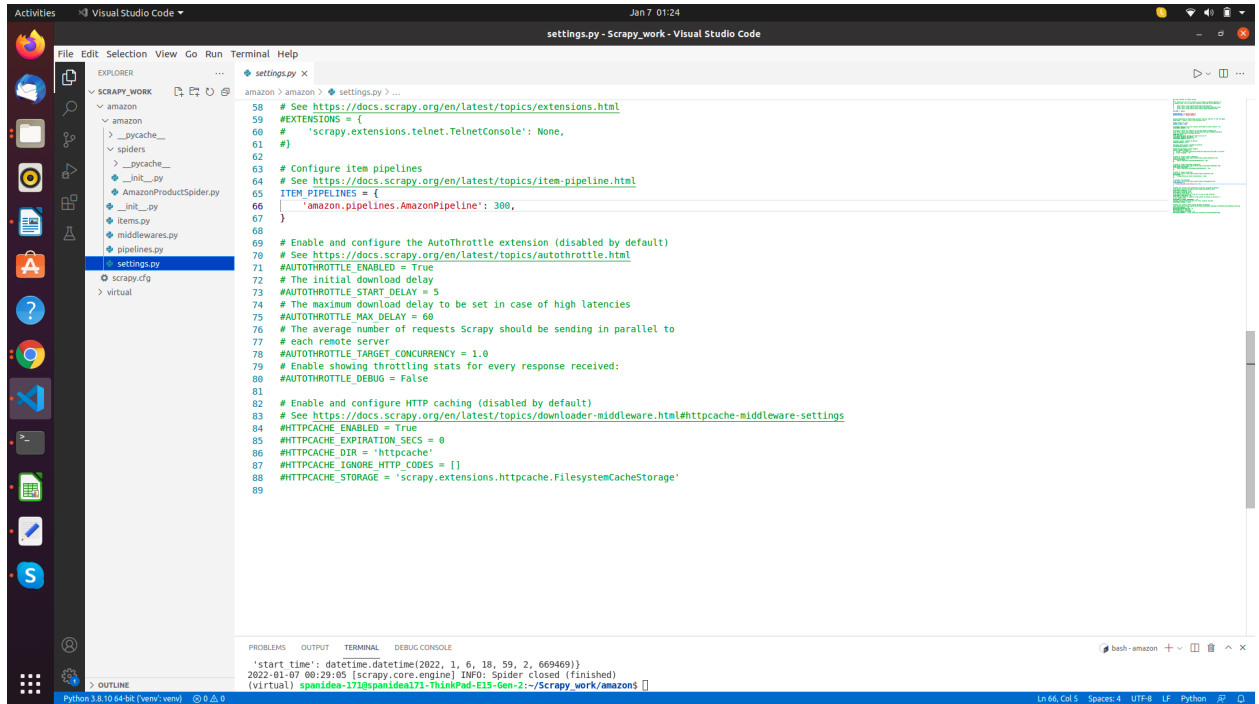 Activities
Visual Studio Code
Jan 7 01:24
settings.py - Scrapy_work - Visual Studio Code
File Edit Selection View Go Run Terminal Help
EXPLORER
SCRAPY_WORK
amazon
amazon
__pycache__
spiders
__pycache__
__init__.py
AmazonProductSpider.py
__init__.py
items.py
middlewares.py
pipelines.py
settings.py
scrapy.cfg
virtual
OUTLINE
settings.py
amazon > amazon > settings.py > ...
58 # See https://docs.scrapy.org/en/latest/topics/extensions.html
59 #EXTENSIONS = {
60 #    'scrapy.extensions.telnet.TelnetConsole': None,
61 #}
62
63 # Configure item pipelines
64 # See https://docs.scrapy.org/en/latest/topics/item-pipeline.html
65 ITEM_PIPELINES = {
66     'amazon.pipelines.AmazonPipeline': 300,
67 }
68
69 # Enable and configure the AutoThrottle extension (disabled by default)
70 # See https://docs.scrapy.org/en/latest/topics/autothrottle.html
71 #AUTOTHROTTLE_ENABLED = True
72 # The initial download delay
73 #AUTOTHROTTLE_START_DELAY = 5
74 # The maximum download delay to be set in case of high latencies
75 #AUTOTHROTTLE_MAX_DELAY = 60
76 # The average number of requests Scrapy should be sending in parallel to
77 # each remote server
78 #AUTOTHROTTLE_TARGET_CONCURRENCY = 1.0
79 # Enable showing throttling stats for every response received:
80 #AUTOTHROTTLE_DEBUG = False
81
82 # Enable and configure HTTP caching (disabled by default)
83 # See https://docs.scrapy.org/en/latest/topics/downloader-middleware.html#httpcache-middleware-settings
84 #HTTPCACHE_ENABLED = True
85 #HTTPCACHE_EXPIRATION_SECS = 0
86 #HTTPCACHE_DIR = 'httpcache'
87 #HTTPCACHE_IGNORE_HTTP_CODES = []
88 #HTTPCACHE_STORAGE = 'scrapy.extensions.httpcache.FilesystemCacheStorage'
89
PROBLEMS OUTPUT TERMINAL DEBUG CONSOLE
bash - amazon
'start_time': datetime.datetime(2022, 1, 6, 18, 59, 2, 669469)}
2022-01-07 00:29:05 [scrapy.core.engine] INFO: Spider closed (finished)
(virtual) spanidea-171@spanidea171-ThinkPad-E15-Gen-2:~/Scrapy_work/amazon$
Python 3.8.10 64-bit ('venv': venv) 0 0
Ln 66, Col 5 Spaces: 4 UTF-8 LF Python